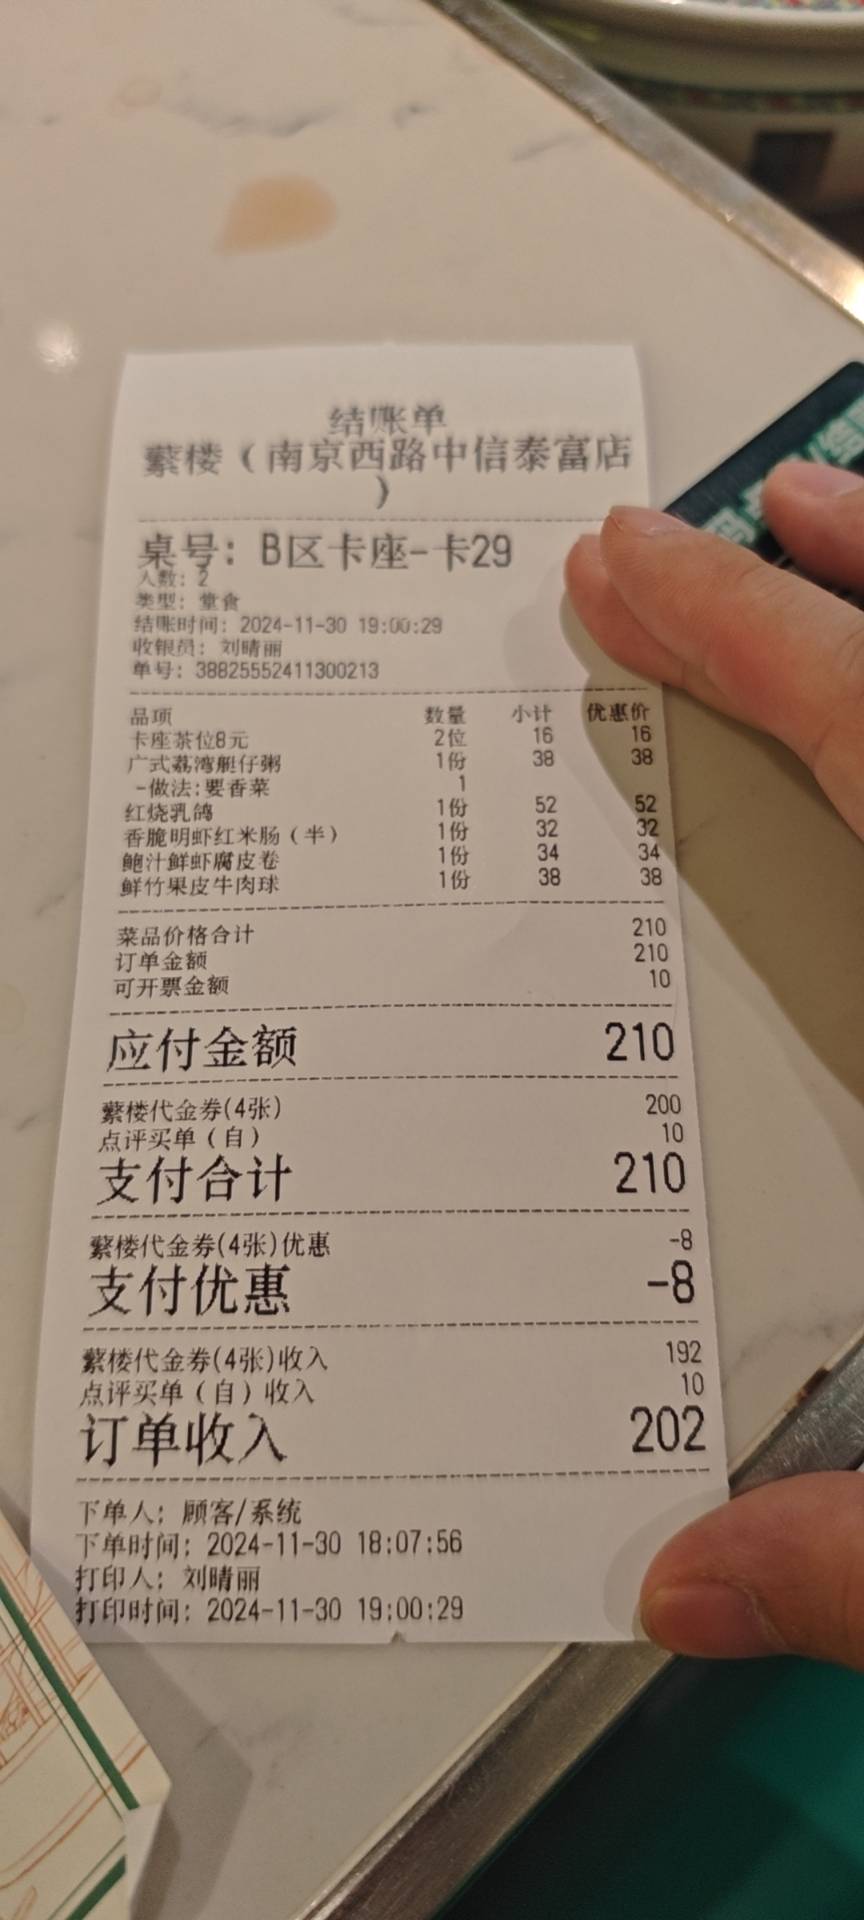 结账单
蘩楼（南京西路中信泰富店
）
桌号: B区卡座-卡29
人数: 2
类型: 堂食
结账时间: 2024-11-30 19:00:29
收银员: 刘晴丽
单号: 388255552411300213
品项 数量 小计 优惠价
卡座茶位8元 2位 16 16
广式荔湾艇仔粥 1份 38 38
-做法:要香菜 1
红烧乳鸽 1份 52 52
香脆明虾红米肠（半） 1份 32 32
鲍汁鲜虾腐皮卷 1份 34 34
鲜竹果皮牛肉球 1份 38 38
菜品价格合计 210
订单金额 210
可开票金额 10
应付金额 210
蘩楼代金券(4张) 200
点评买单（自） 10
支付合计 210
蘩楼代金券(4张)优惠 -8
支付优惠 -8
蘩楼代金券(4张)收入 192
点评买单（自）收入 10
订单收入 202
下单人: 顾客/系统
下单时间: 2024-11-30 18:07:56
打印人: 刘晴丽
打印时间: 2024-11-30 19:00:29